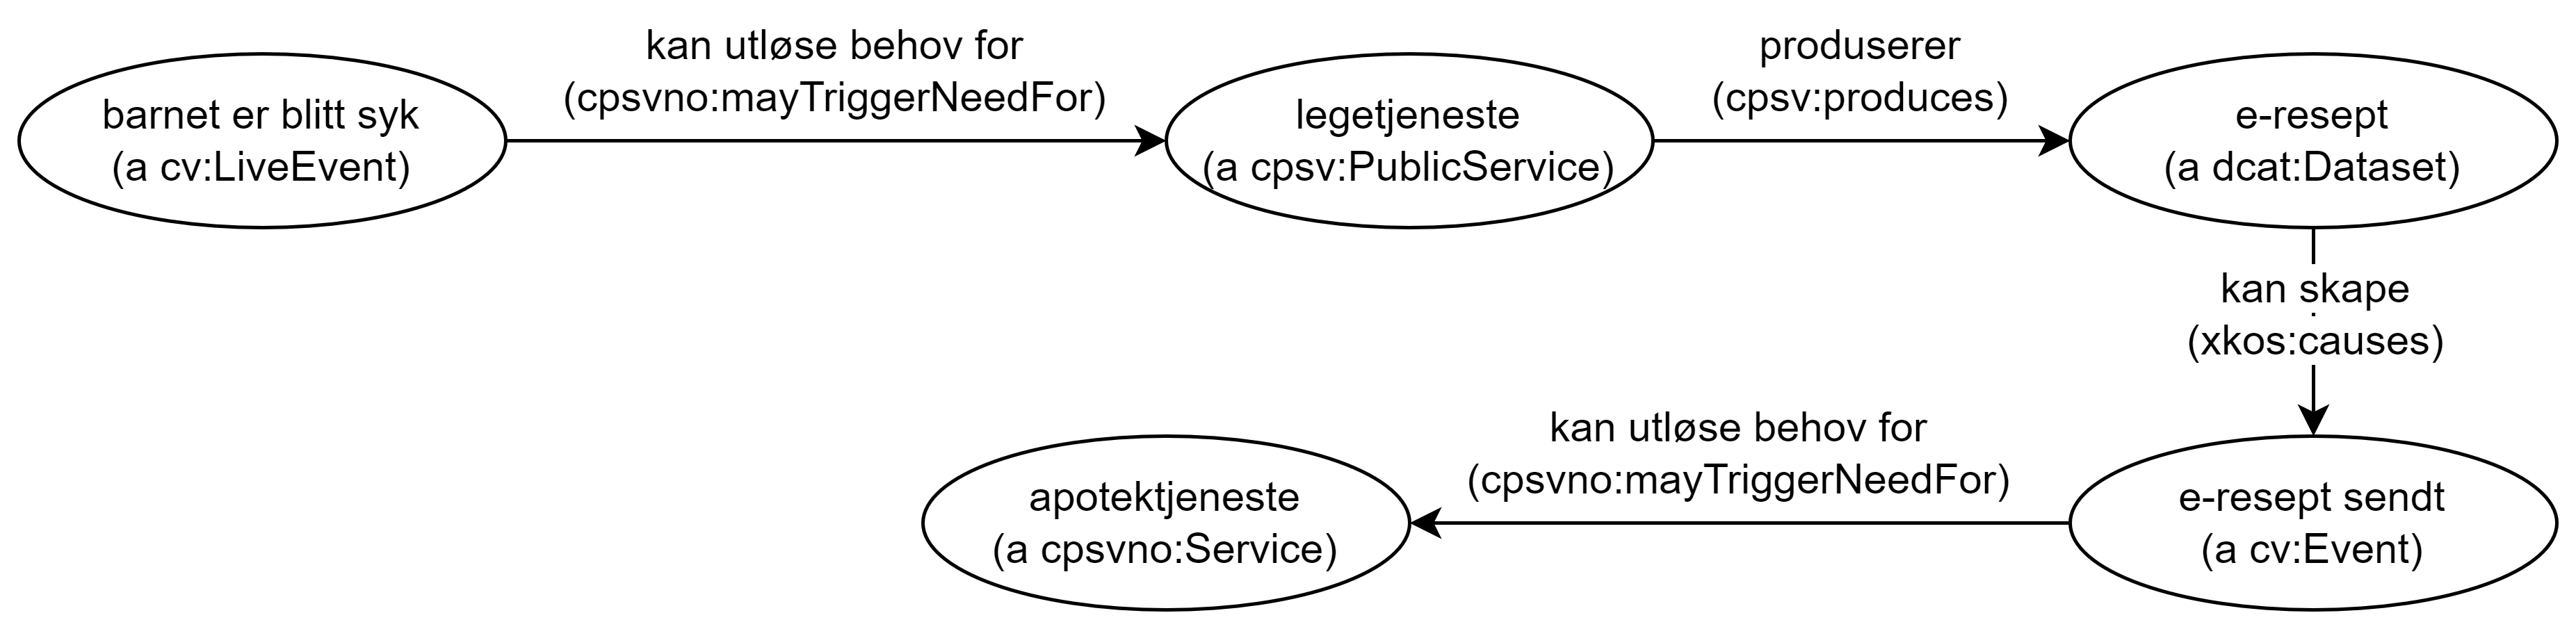 barnet er blitt syk
(a cv:LiveEvent)
kan utløse behov for
(cpsvno:mayTriggerNeedFor)
legetjeneste
(a cpsv:PublicService)
produserer
(cpsv:produces)
e-resept
(a dcat:Dataset)
kan skape
(xkos:causes)
e-resept sendt
(a cv:Event)
kan utløse behov for
(cpsvno:mayTriggerNeedFor)
apotektjeneste
(a cpsvno:Service)